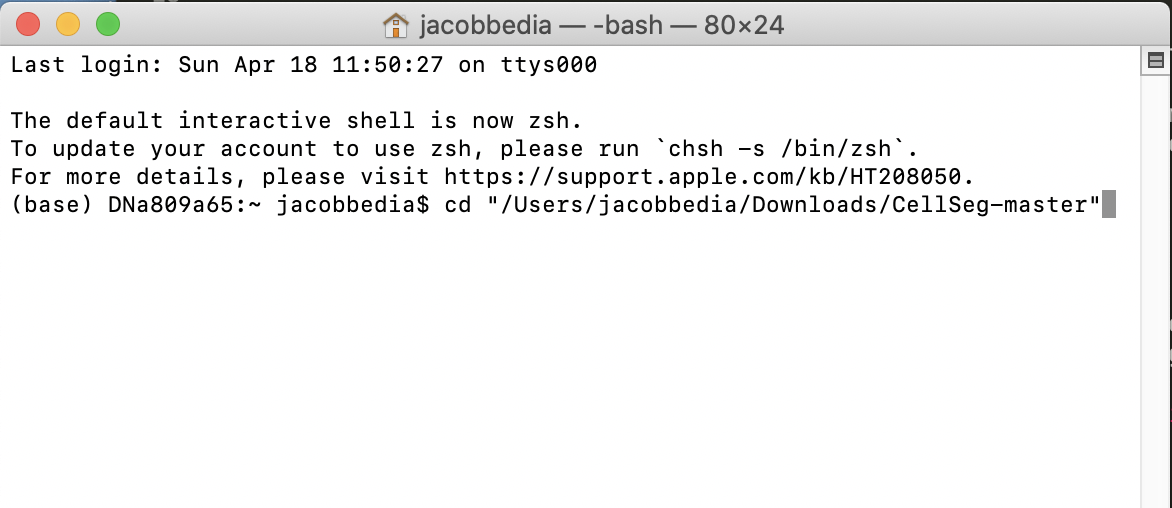 jacobbedia — -bash — 80×24
Last login: Sun Apr 18 11:50:27 on ttys000
The default interactive shell is now zsh.
To update your account to use zsh, please run `chsh -s /bin/zsh`.
For more details, please visit https://support.apple.com/kb/HT208050.
(base) DNa809a65:~ jacobbedia$ cd "/Users/jacobbedia/Downloads/CellSeg-master"